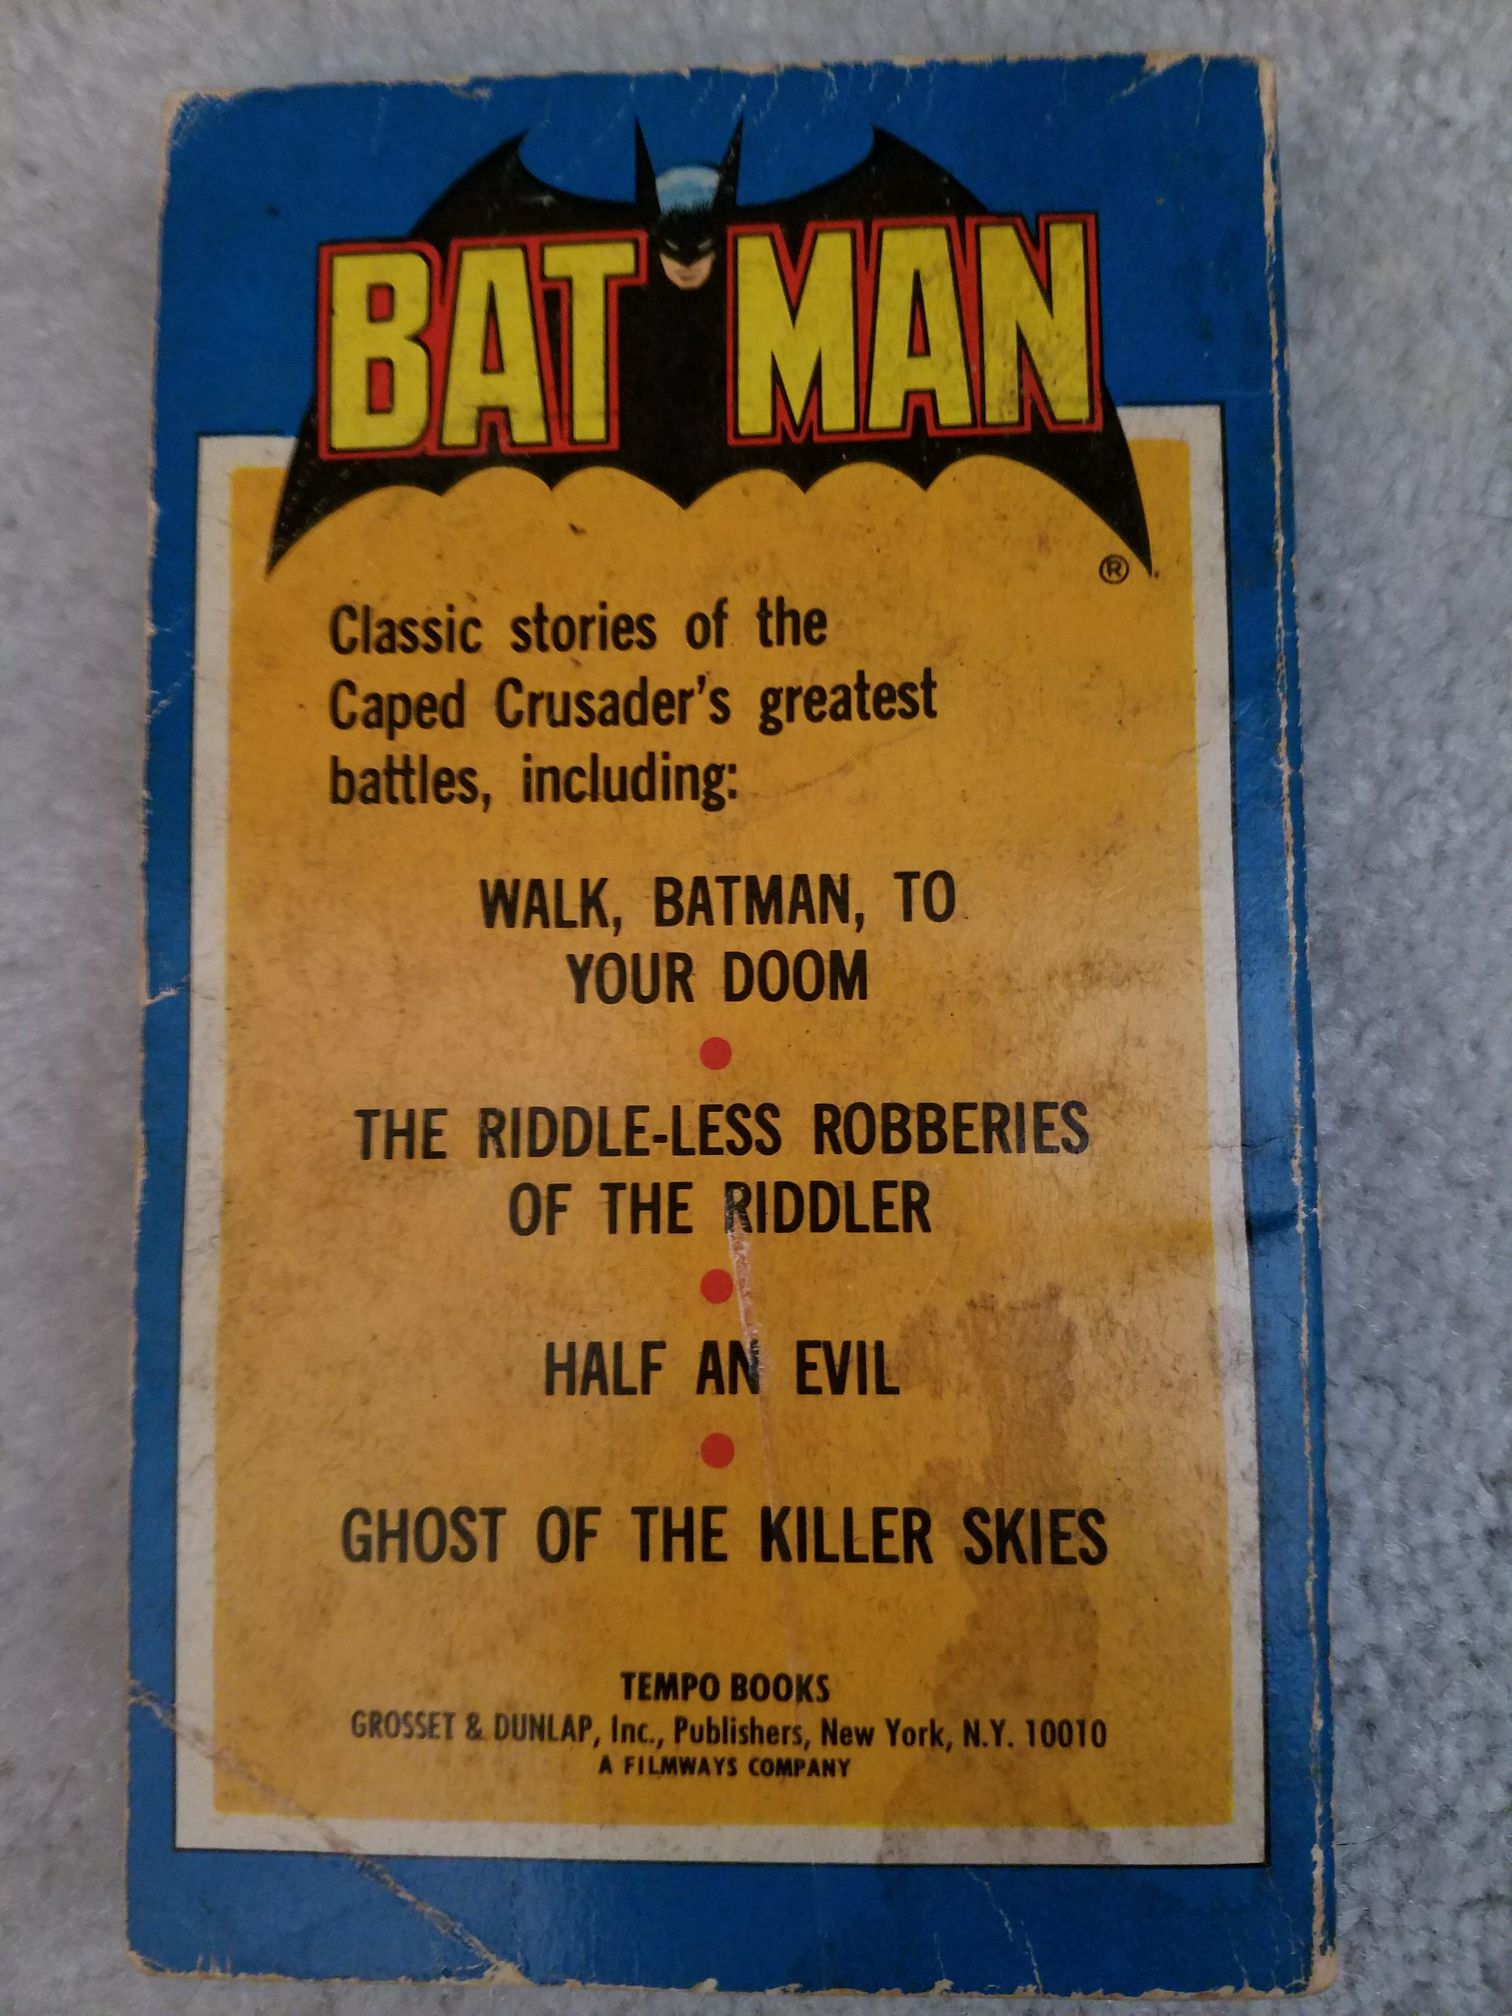 BATMAN
®
Classic stories of the
Caped Crusader's greatest
battles, including:
WALK, BATMAN, TO
YOUR DOOM
THE RIDDLE-LESS ROBBERIES
OF THE RIDDLER
HALF AN EVIL
GHOST OF THE KILLER SKIES
TEMPO BOOKS
GROSSET & DUNLAP, Inc., Publishers, New York, N.Y. 10010
A FILMWAYS COMPANY